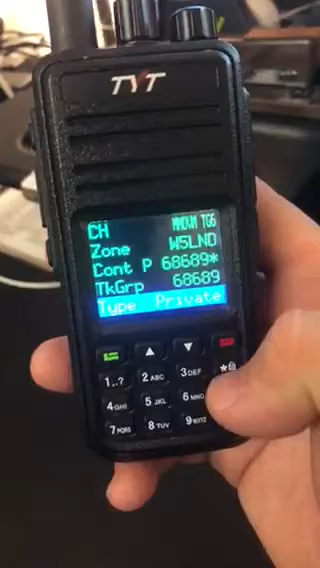 TYT
CH MMDVM TG6
Zone W5LND
Cont P 68689*
TkGrp 68689
Type Private
1,.? 2ABC 3DEF
4GHI 5JKL 6MNO
7PQRS 8TUV 9WXYZ